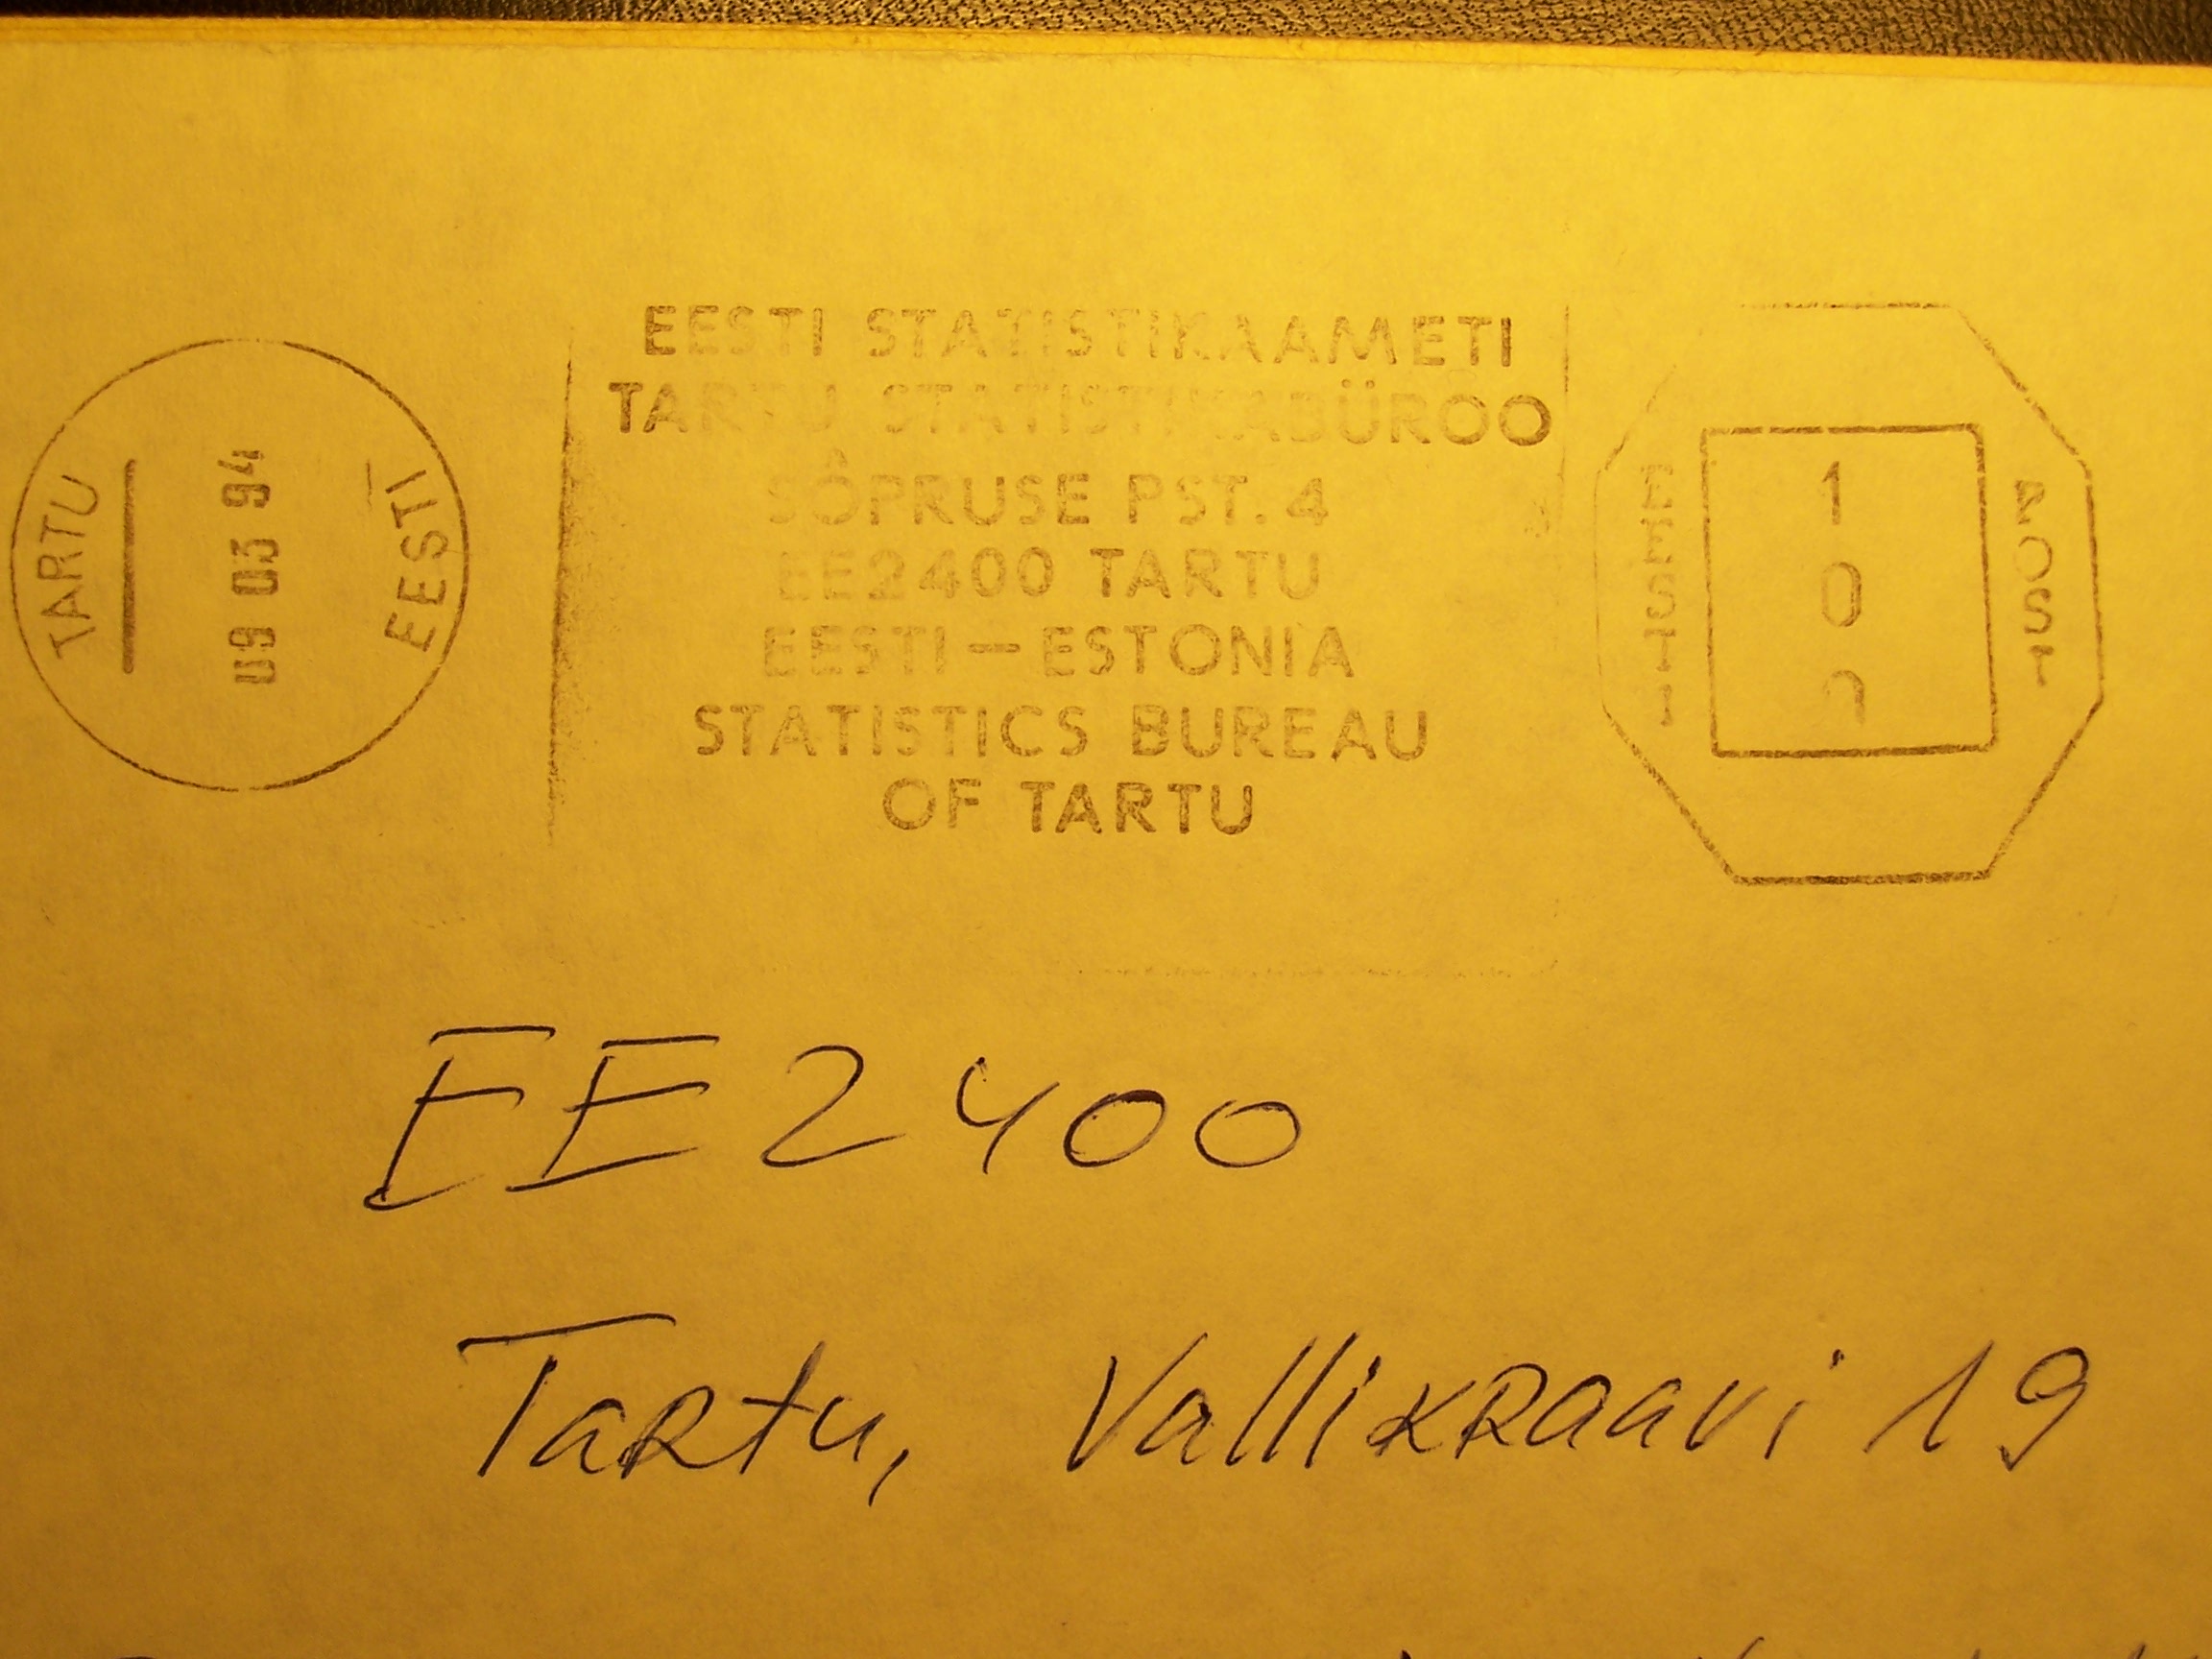 TARTU
09 03 94
EESTI
EESTI STATISTIKAAMETI
TARTU STATISTIKABÜROO
SÕPRUSE PST. 4
EE2400 TARTU
EESTI — ESTONIA
STATISTICS BUREAU
OF TARTU
EESTI
1
0
0
POST
EE2400
Tartu, Vallikraavi 19